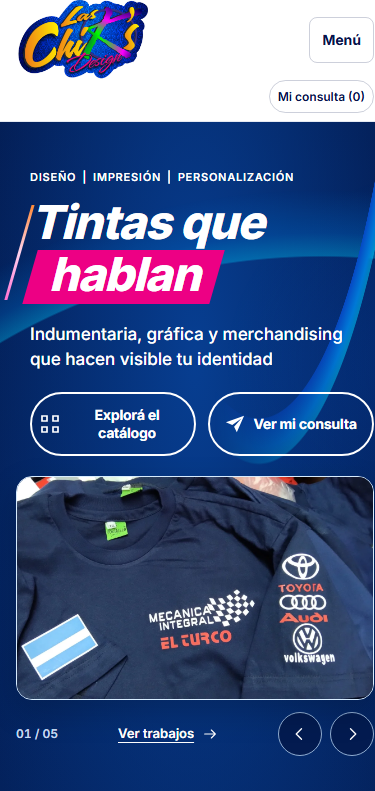 Las
Chik's
Design
Menú
Mi consulta (0)
DISEÑO | IMPRESIÓN | PERSONALIZACIÓN
Tintas que
hablan
Indumentaria, gráfica y merchandising
que hacen visible tu identidad
Explorá el
catálogo
Ver mi consulta
MECANICA
INTEGRAL
EL TURCO
TOYOTA
Audi
volkswagen
01 / 05
Ver trabajos →